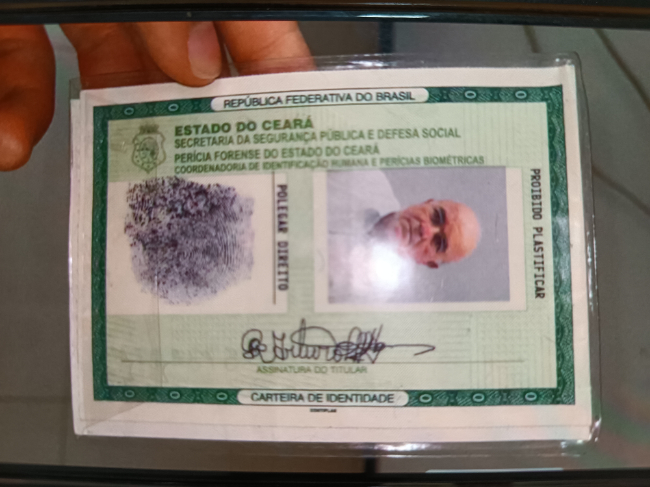 REPÚBLICA FEDERATIVA DO BRASIL
ESTADO DO CEARÁ
SECRETARIA DA SEGURANÇA PÚBLICA E DEFESA SOCIAL
PERÍCIA FORENSE DO ESTADO DO CEARÁ
COORDENADORIA DE IDENTIFICAÇÃO HUMANA E PERÍCIAS BIOMÉTRICAS
POLEGAR DIREITO
PROIBIDO PLASTIFICAR
ASSINATURA DO TITULAR
CARTEIRA DE IDENTIDADE